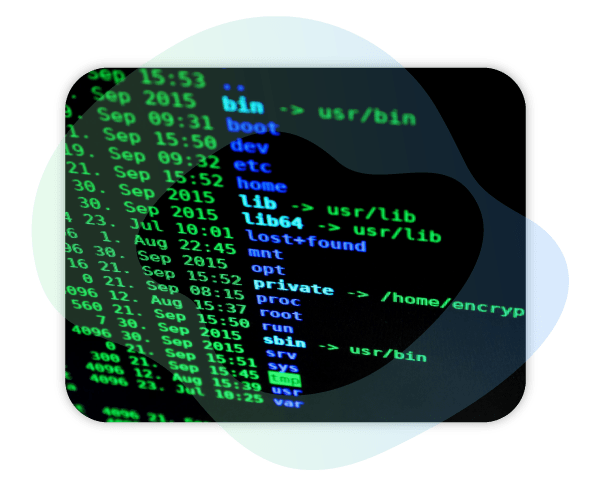 Sep 15:53 ..
. Sep 2015 bin -> usr/bin
. Sep 09:31 boot
1. Sep 15:50 dev
19. Sep 09:32 etc
21. Sep 15:52 home
30. Sep 2015 lib -> usr/lib
30. Sep 2015 lib64 -> usr/lib
23. Jul 10:01 lost+found
1. Aug 22:45 mnt
96 30. Sep 2015 opt
16 21. Sep 15:52 private -> /home/encryp
0 21. Sep 08:15 proc
096 12. Aug 15:37 root
560 21. Sep 15:50 run
7 30. Sep 2015 sbin -> usr/bin
4096 30. Sep 2015 srv
0 21. Sep 15:51 sys
300 21. Sep 15:45 tmp
4096 12. Aug 15:39 usr
4096 23. Jul 10:25 var
4096 21.